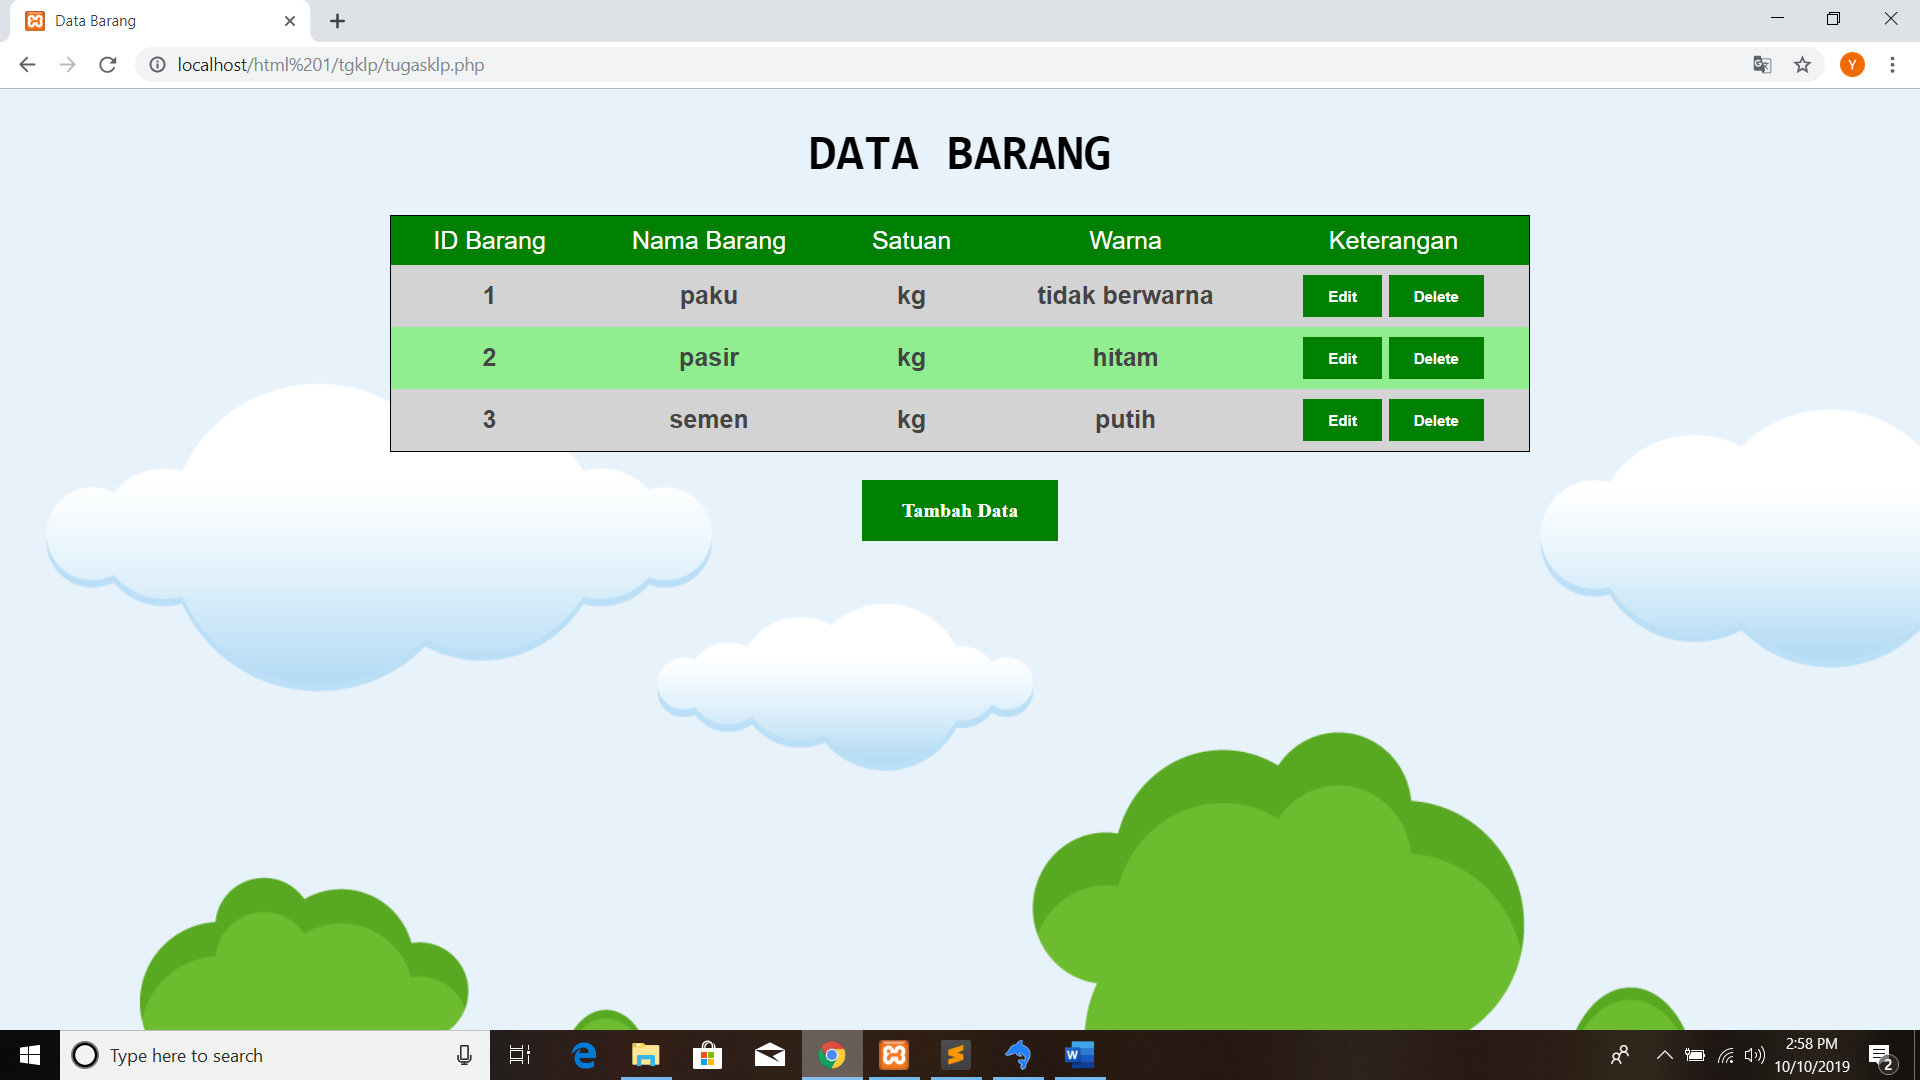 Data Barang
localhost/html%201/tgklp/tugasklp.php
Y
DATA BARANG
ID Barang Nama Barang Satuan Warna Keterangan
1 paku kg tidak berwarna Edit Delete
2 pasir kg hitam Edit Delete
3 semen kg putih Edit Delete
Tambah Data
Type here to search
2:58 PM
10/10/2019
2